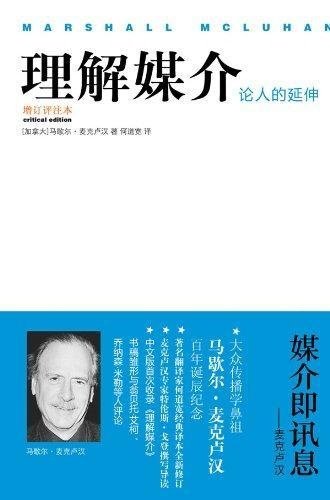 MARSHALL MCLUHAN
理解媒介
论人的延伸
增订评注本
critical edition
[加拿大]马歇尔·麦克卢汉 著 何道宽 译
媒介即讯息
——麦克卢汉
大众传播学鼻祖
马歇尔·麦克卢汉
百年诞辰纪念
著名翻译家何道宽经典译本全新修订
麦克卢汉专家特伦斯·戈登撰写导读
中文版首次收录《理解媒介》
书稿雏形与翁贝托·艾柯、
乔纳森·米勒等人评论
马歇尔·麦克卢汉